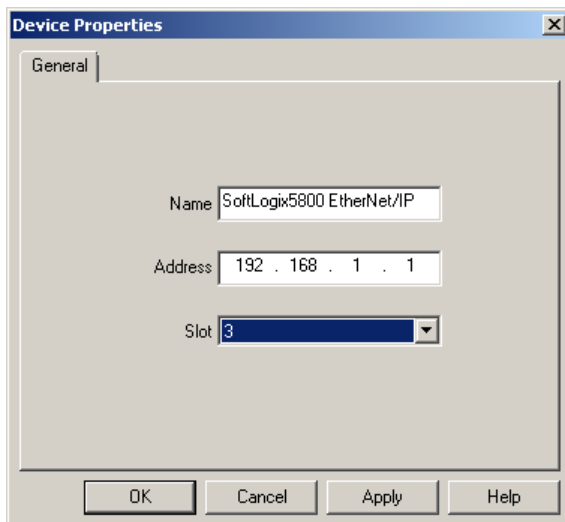 Device Properties
General
Name SoftLogix5800 EtherNet/IP
Address 192 . 168 . 1 . 1
Slot 3
OK Cancel Apply Help